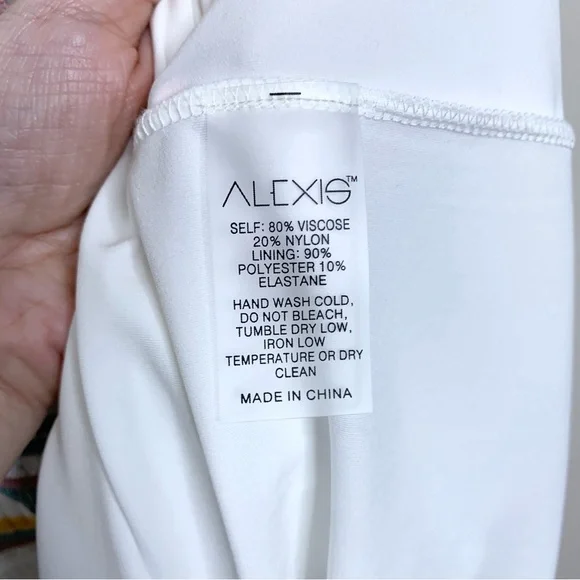 ALEXIS™
SELF: 80% VISCOSE
20% NYLON
LINING: 90%
POLYESTER 10%
ELASTANE
HAND WASH COLD,
DO NOT BLEACH,
TUMBLE DRY LOW,
IRON LOW
TEMPERATURE OR DRY
CLEAN
MADE IN CHINA